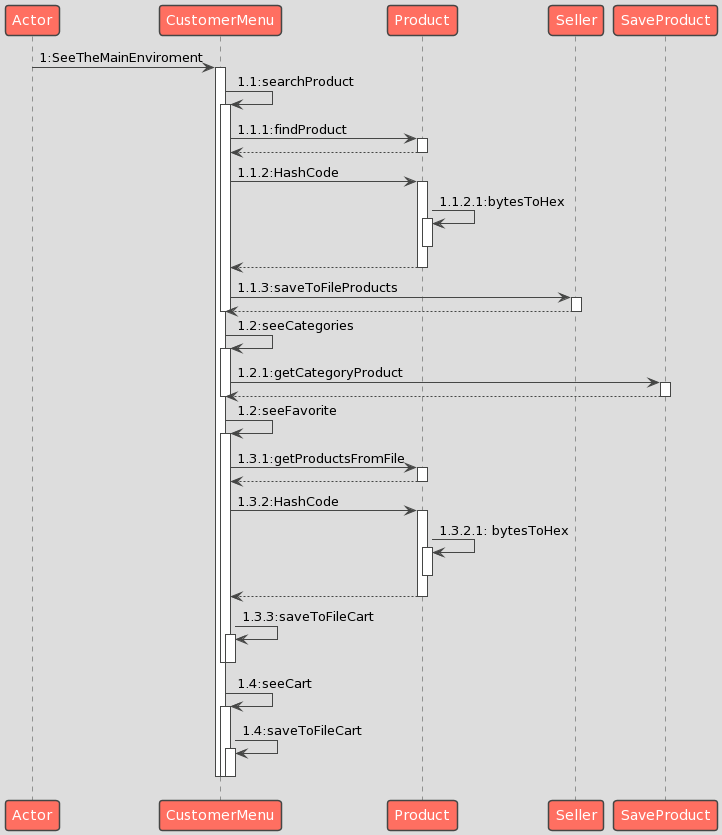 Actor CustomerMenu Product Seller SaveProduct
1:SeeTheMainEnviroment
1.1:searchProduct
1.1.1:findProduct
1.1.2:HashCode
1.1.2.1:bytesToHex
1.1.3:saveToFileProducts
1.2:seeCategories
1.2.1:getCategoryProduct
1.2:seeFavorite
1.3.1:getProductsFromFile
1.3.2:HashCode
1.3.2.1: bytesToHex
1.3.3:saveToFileCart
1.4:seeCart
1.4:saveToFileCart
Actor CustomerMenu Product Seller SaveProduct